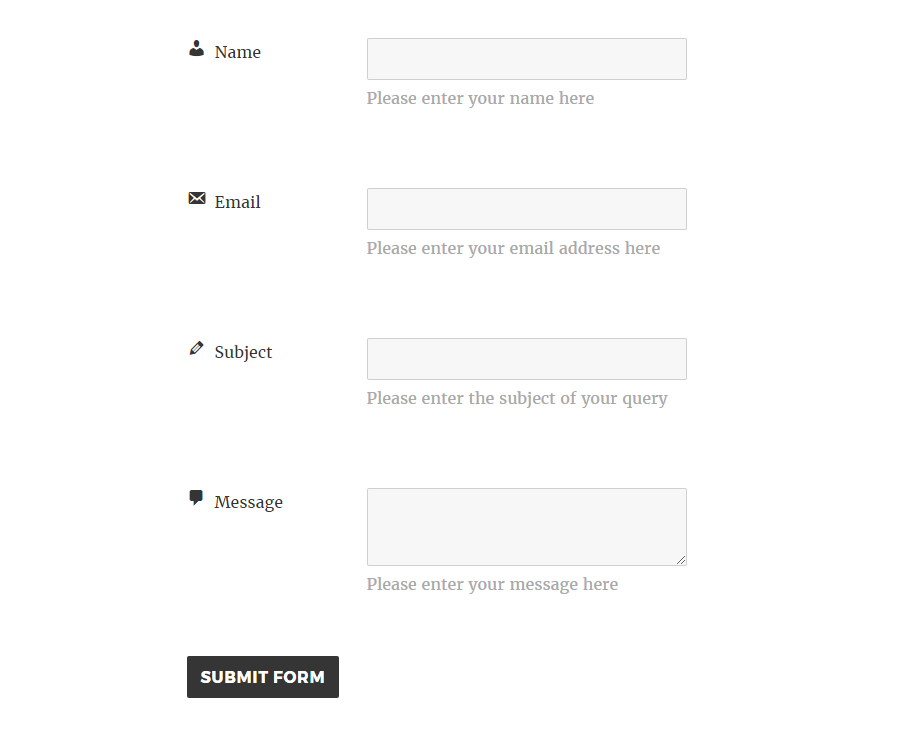 Name
Please enter your name here
Email
Please enter your email address here
Subject
Please enter the subject of your query
Message
Please enter your message here
SUBMIT FORM